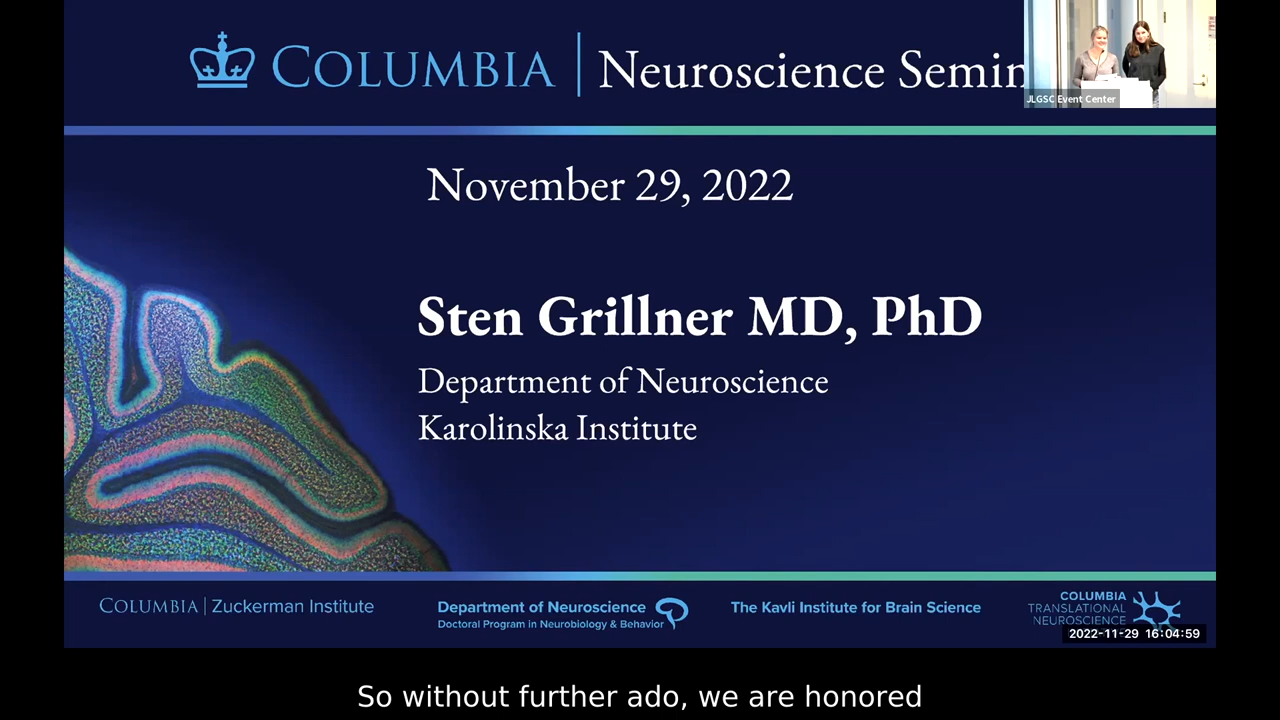 COLUMBIA | Neuroscience Semin
JLGSC Event Center
November 29, 2022
Sten Grillner MD, PhD
Department of Neuroscience
Karolinska Institute
COLUMBIA | Zuckerman Institute
Department of Neuroscience
Doctoral Program in Neurobiology & Behavior
The Kavli Institute for Brain Science
COLUMBIA
TRANSLATIONAL
NEUROSCIENCE
2022-11-29 16:04:59
So without further ado, we are honored